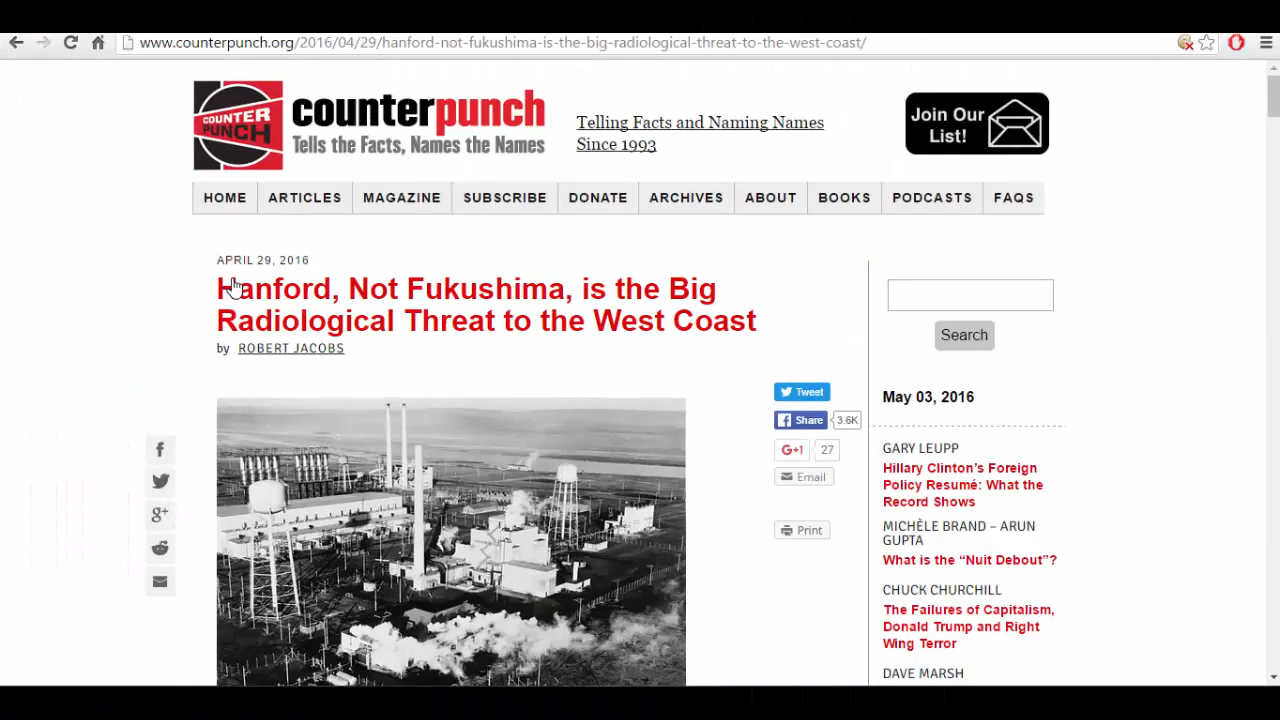 www.counterpunch.org/2016/04/29/hanford-not-fukushima-is-the-big-radiological-threat-to-the-west-coast/
COUNTER
PUNCH
counterpunch
Tells the Facts, Names the Names
Telling Facts and Naming Names
Since 1993
Join Our
List!
HOME
ARTICLES
MAGAZINE
SUBSCRIBE
DONATE
ARCHIVES
ABOUT
BOOKS
PODCASTS
FAQS
APRIL 29, 2016
Hanford, Not Fukushima, is the Big
Radiological Threat to the West Coast
by ROBERT JACOBS
Tweet
Share 3.6K
G+1 27
Email
Print
Search
May 03, 2016
GARY LEUPP
Hillary Clinton’s Foreign
Policy Resumé: What the
Record Shows
MICHÈLE BRAND – ARUN
GUPTA
What is the “Nuit Debout”?
CHUCK CHURCHILL
The Failures of Capitalism,
Donald Trump and Right
Wing Terror
DAVE MARSH